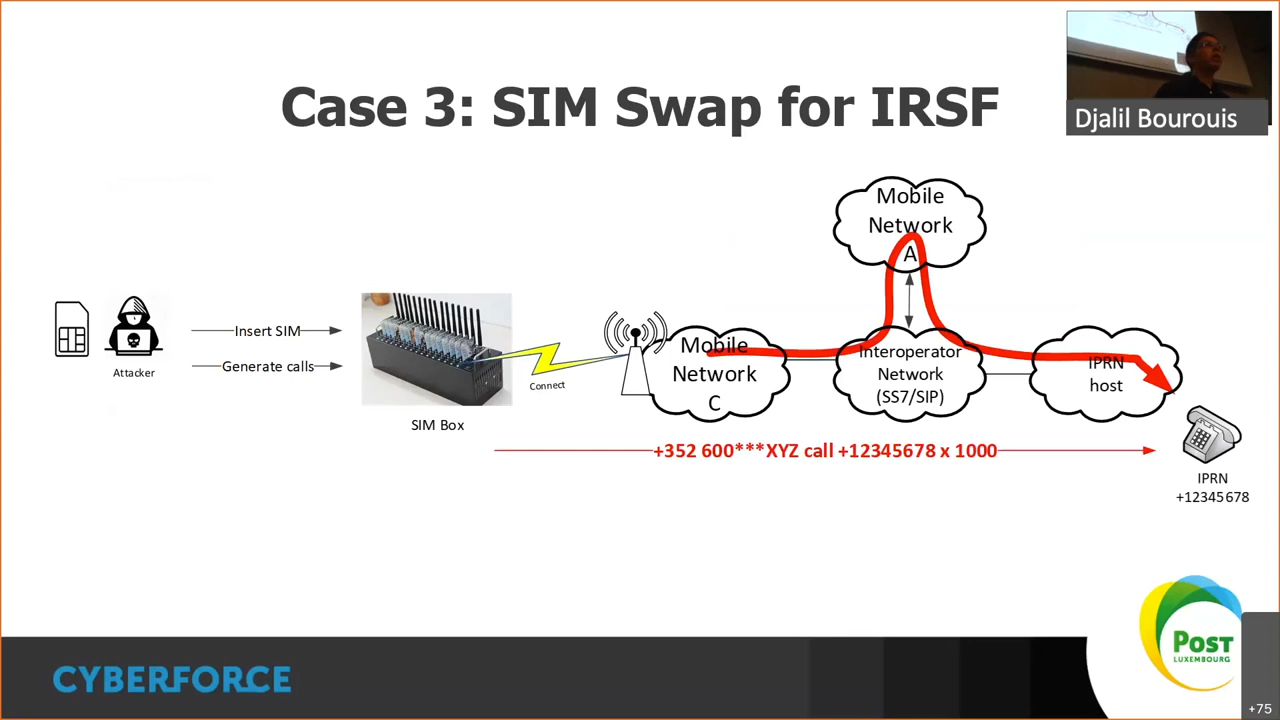 Case 3: SIM Swap for IRSF
Djalil Bourouis
Mobile
Network
A
Attacker
Insert SIM
Generate calls
SIM Box
Connect
Mobile
Network
C
Interoperator
Network
(SS7/SIP)
IPRN
host
+352 600***XYZ call +12345678 x 1000
IPRN
+12345678
CYBERFORCE
POST
LUXEMBOURG
+75